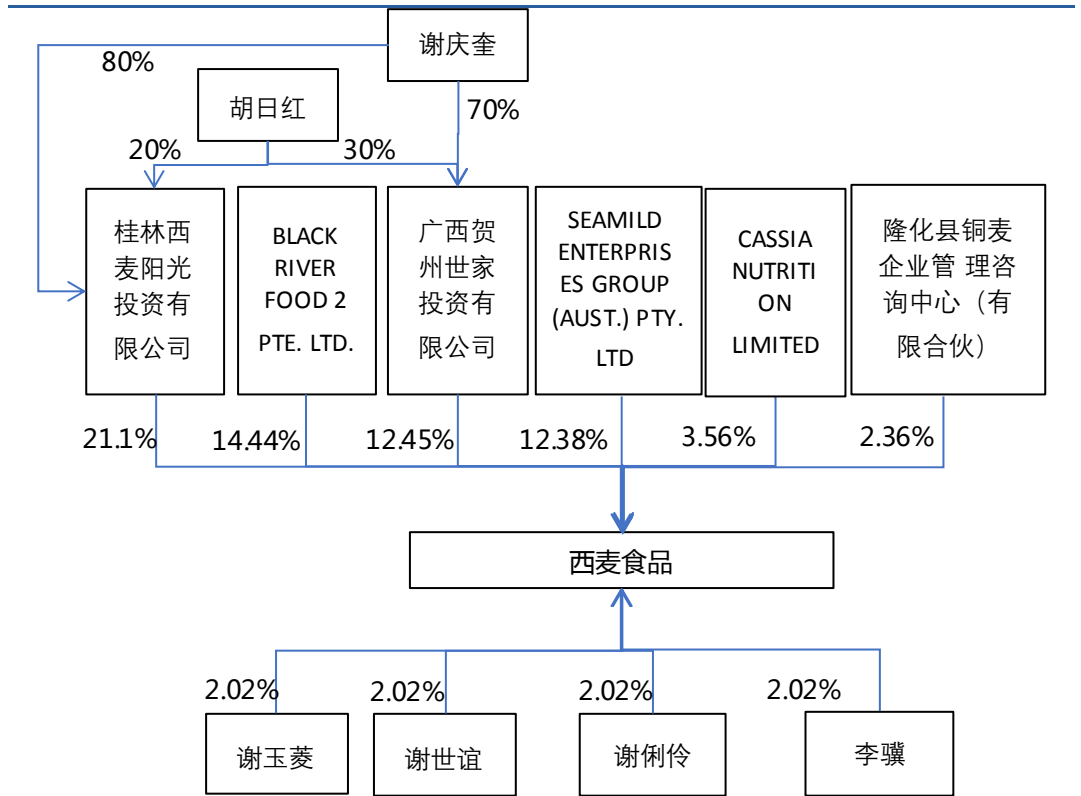 谢庆奎
80%
胡日红
70%
20%
30%
桂林西
麦阳光
投资有
限公司
BLACK
RIVER
FOOD 2
PTE. LTD.
广西贺
州世家
投资有
限公司
SEAMILD
ENTERPRIS
ES GROUP
(AUST.) PTY.
LTD
CASSIA
NUTRITI
ON
LIMITED
隆化县铜麦
企业管 理咨
询中心（有
限合伙）
21.1%
14.44%
12.45%
12.38%
3.56%
2.36%
西麦食品
2.02%
2.02%
2.02%
2.02%
谢玉菱
谢世谊
谢俐伶
李骥